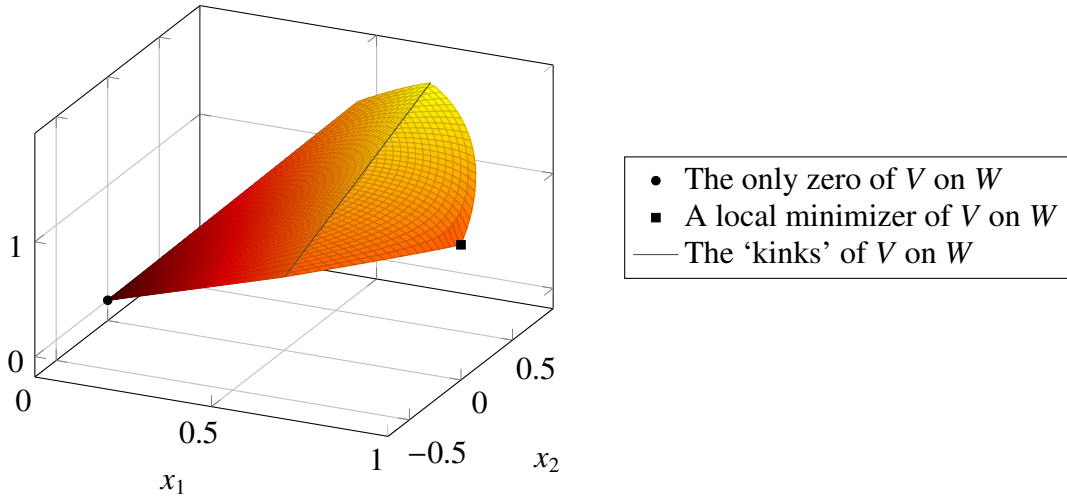 1
0
0
0.5
1
−0.5
0
0.5
x₁
x₂
The only zero of V on W
A local minimizer of V on W
The ‘kinks’ of V on W